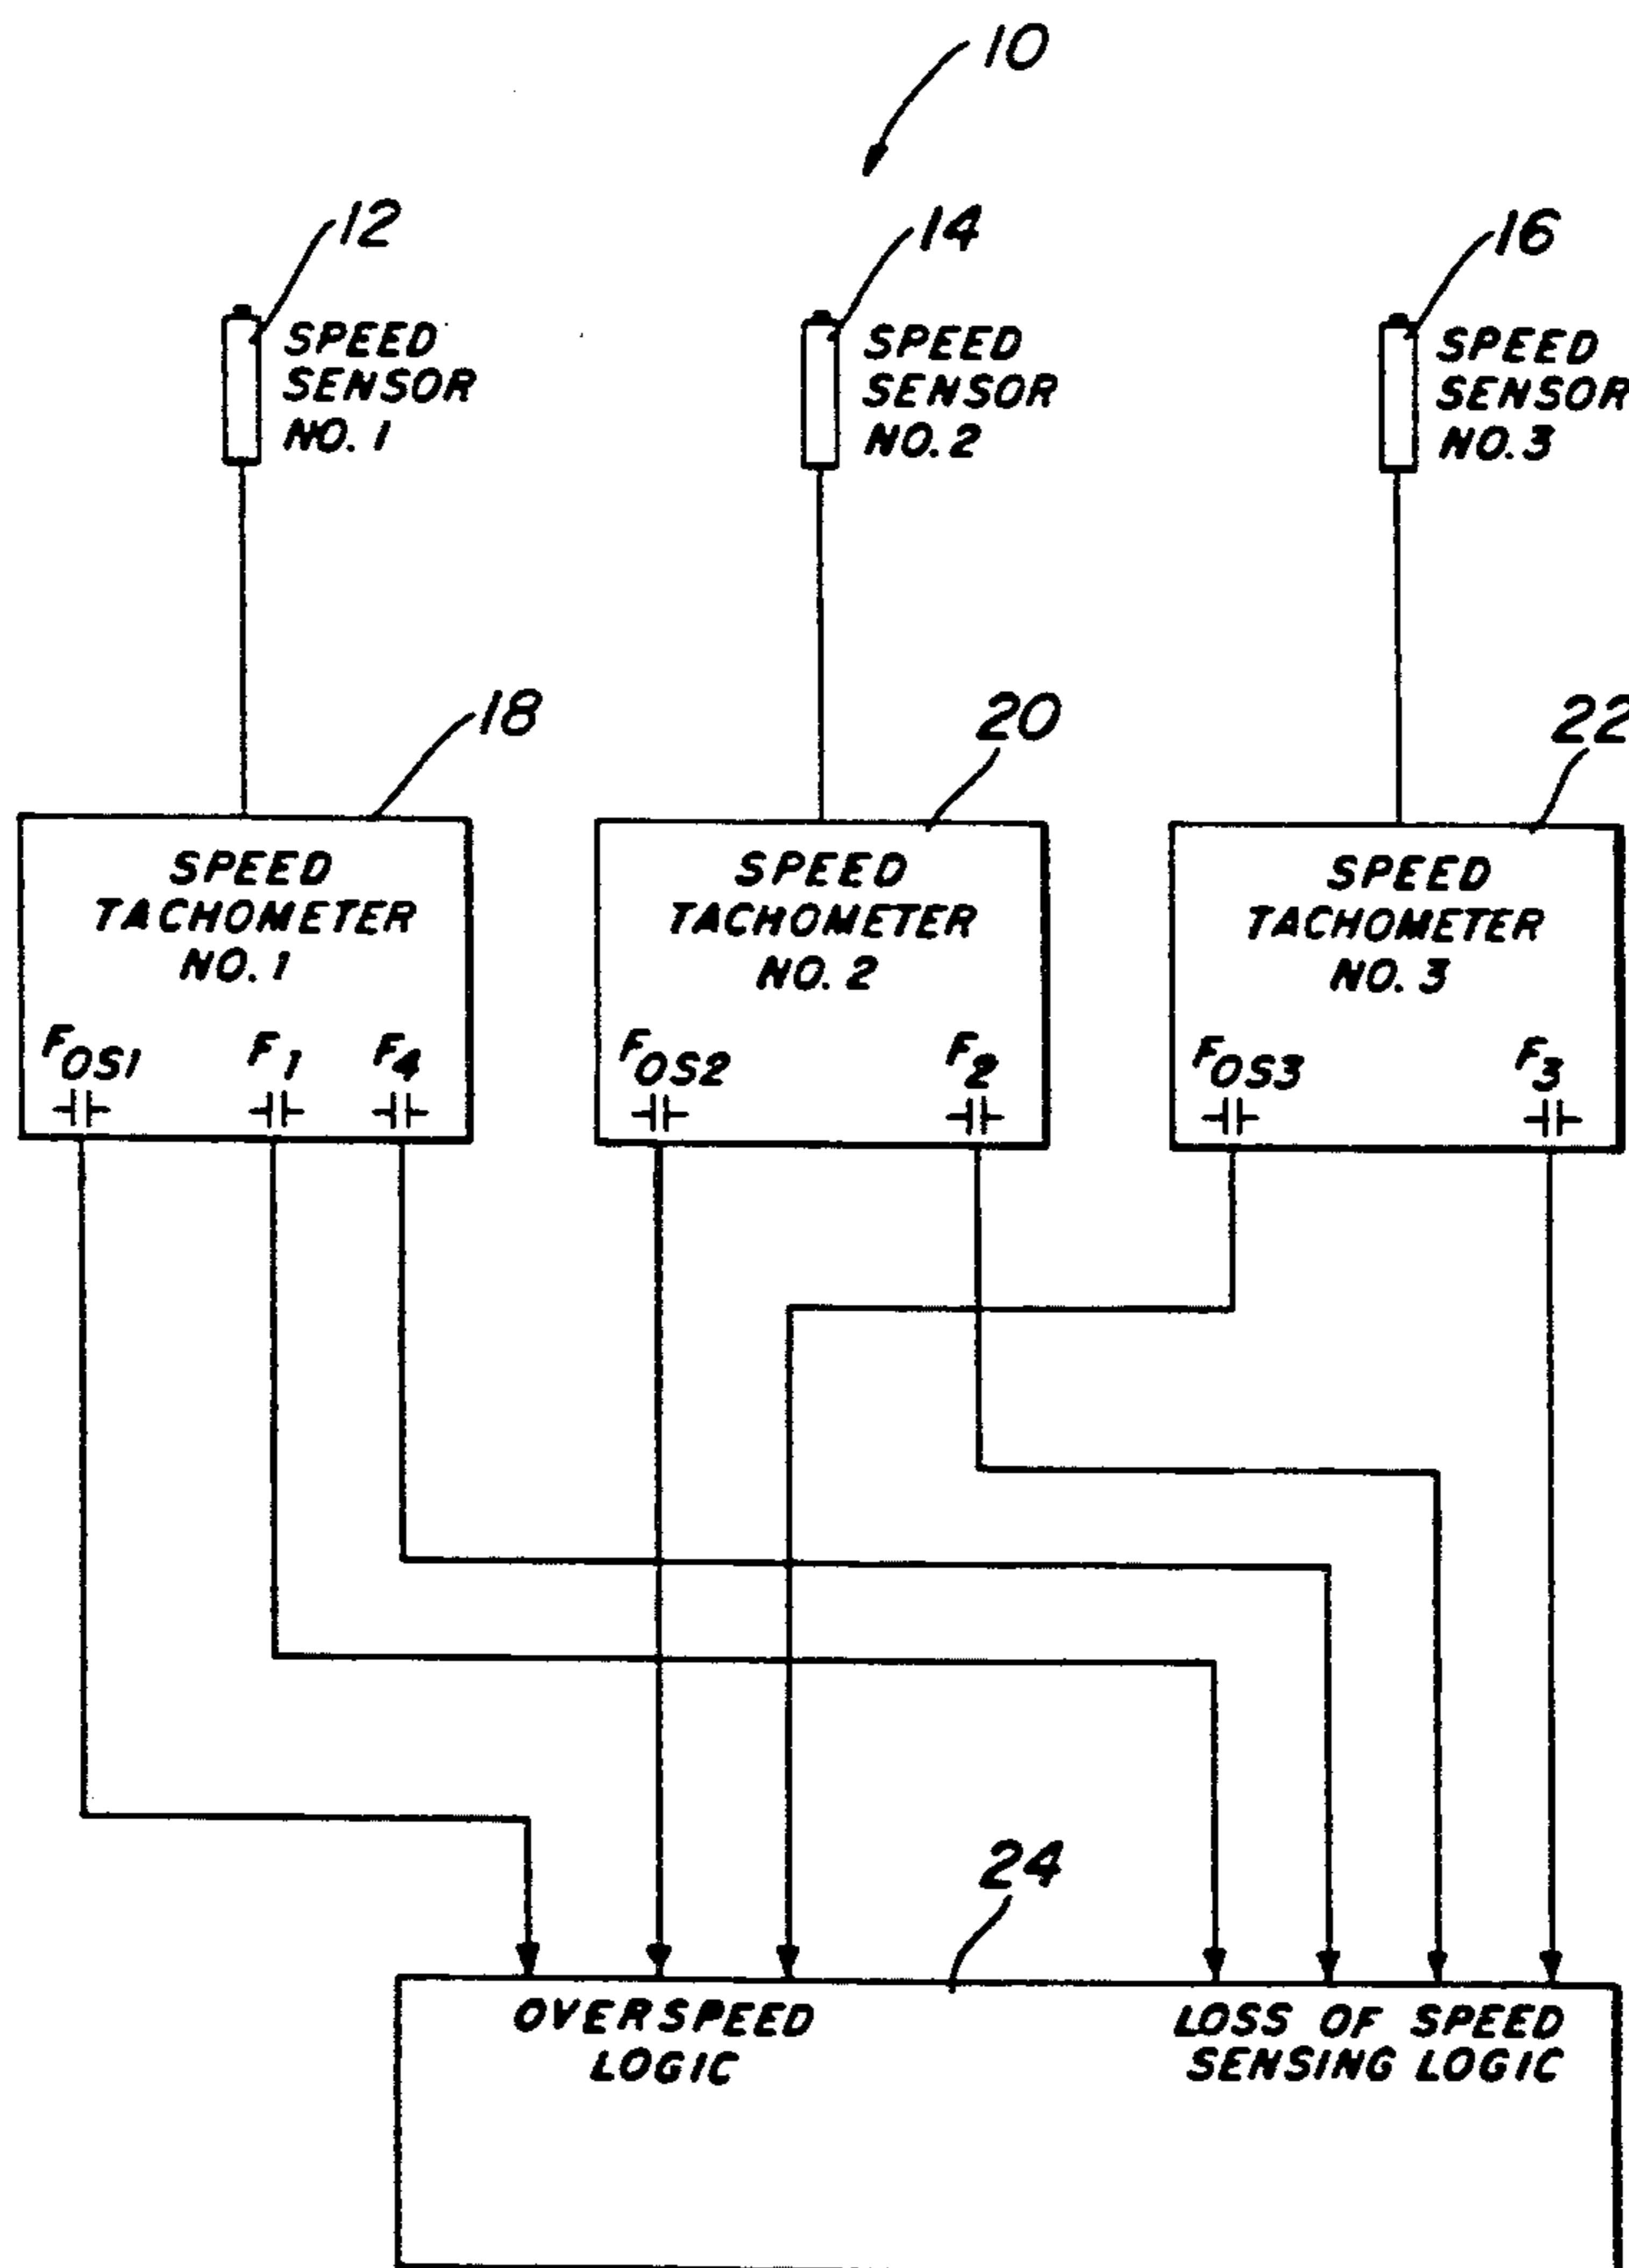 10
12
14
16
SPEED
SENSOR
NO. 1
SPEED
SENSOR
NO. 2
SPEED
SENSOR
NO. 3
18
20
22
SPEED
TACHOMETER
NO. 1
FOS1 F1 F4
SPEED
TACHOMETER
NO. 2
FOS2 F2
SPEED
TACHOMETER
NO. 3
FOS3 F3
24
OVERSPEED
LOGIC
LOSS OF SPEED
SENSING LOGIC